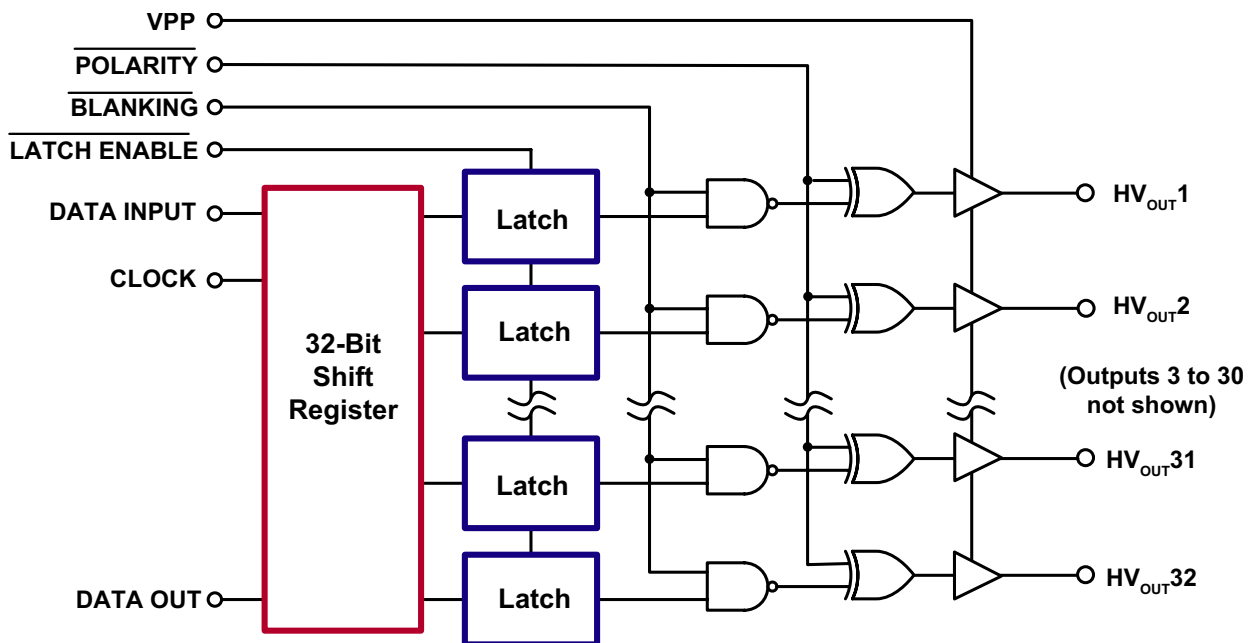 VPP
POLARITY
BLANKING
LATCH ENABLE
DATA INPUT
CLOCK
DATA OUT
32-Bit
Shift
Register
Latch
Latch
Latch
Latch
HVOUT1
HVOUT2
(Outputs 3 to 30
not shown)
HVOUT31
HVOUT32